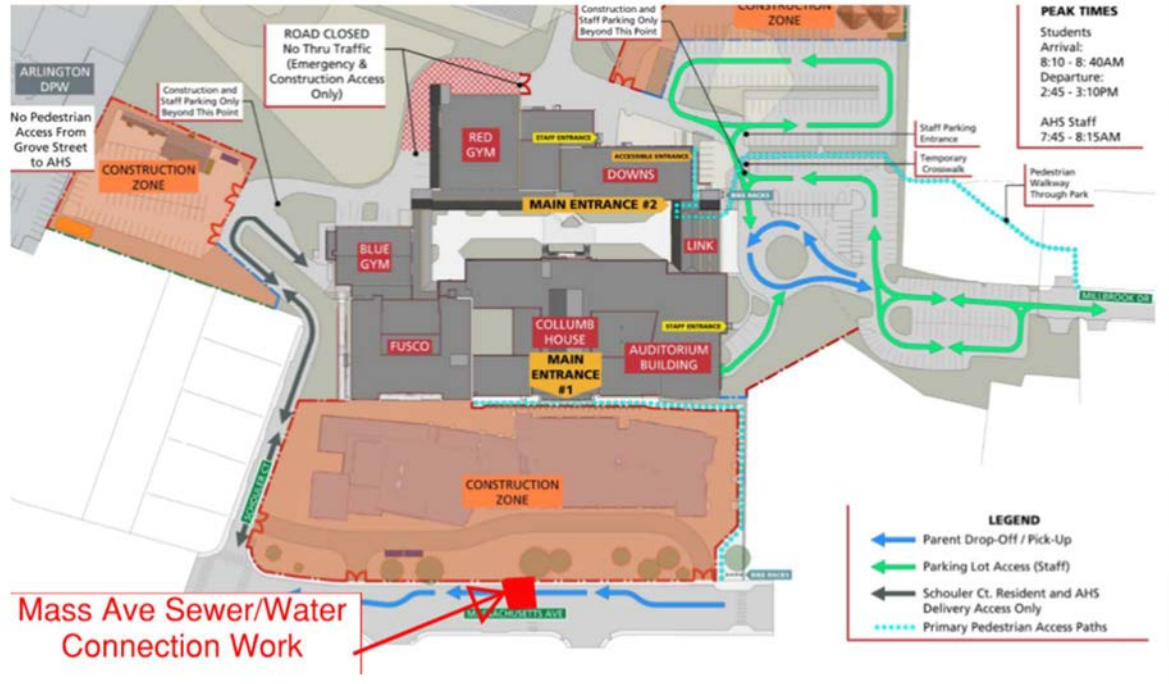 Construction and
Staff Parking Only
Beyond This Point
CONSTRUCTION
ZONE
PEAK TIMES
Students
Arrival:
8:10 - 8: 40AM
Departure:
2:45 - 3:10PM
AHS Staff
7:45 - 8:15AM
ROAD CLOSED
No Thru Traffic
(Emergency &
Construction Access
Only)
ARLINGTON
DPW
No Pedestrian
Access From
Grove Street
to AHS
Construction and
Staff Parking Only
Beyond This Point
CONSTRUCTION
ZONE
RED
GYM
STAFF ENTRANCE
ACCESSIBLE ENTRANCE
DOWNS
Staff Parking
Entrance
Temporary
Crosswalk
Pedestrian
Walkway
Through Park
BIKE RACKS
MAIN ENTRANCE #2
BLUE
GYM
LINK
MILLBROOK DR
FUSCO
COLLUMB
HOUSE
STAFF ENTRANCE
AUDITORIUM
BUILDING
MAIN
ENTRANCE
#1
CONSTRUCTION
ZONE
SCHOULER CT
BIKE RACKS
MASSACHUSETTS AVE
Mass Ave Sewer/Water
Connection Work
LEGEND
Parent Drop-Off / Pick-Up
Parking Lot Access (Staff)
Schouler Ct. Resident and AHS
Delivery Access Only
Primary Pedestrian Access Paths